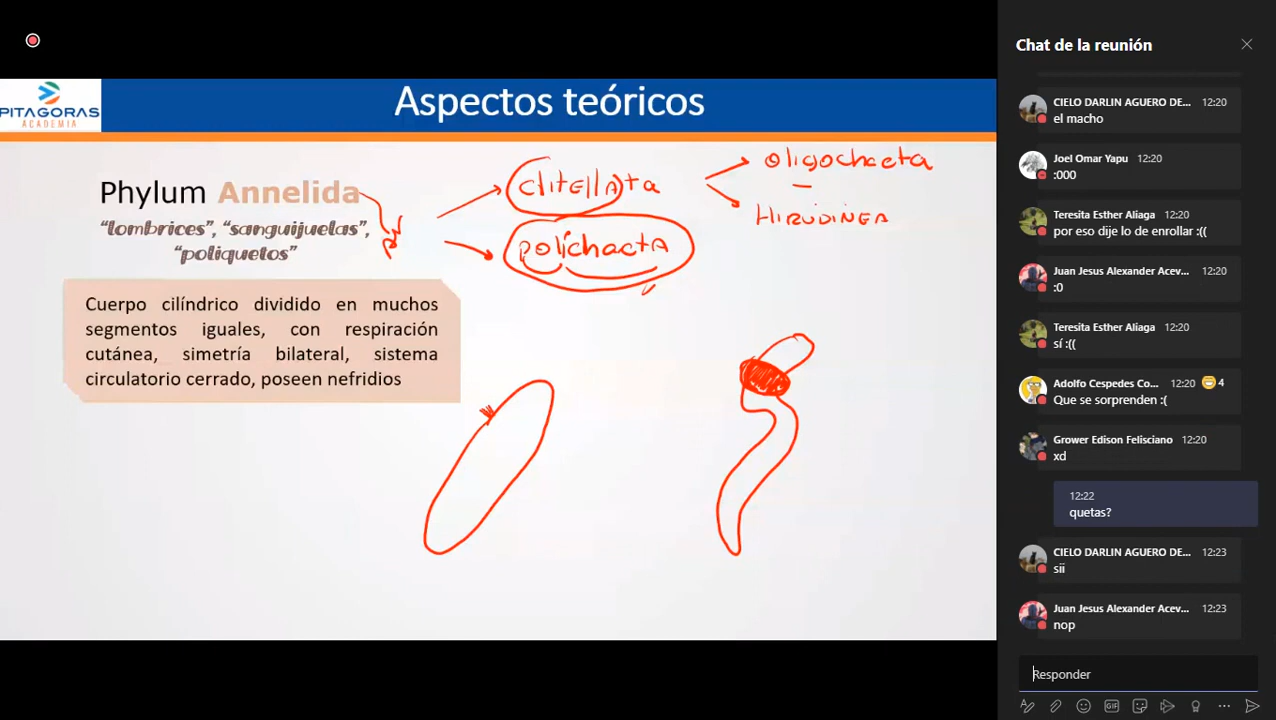 Aspectos teóricos
PITAGORAS
ACADEMIA
Phylum Annelida
"lombrices", "sanguijuelas",
"poliquetos"
Cuerpo cilíndrico dividido en muchos
segmentos iguales, con respiración
cutánea, simetría bilateral, sistema
circulatorio cerrado, poseen nefridios
clitellAta
polichaeta
oligochaeta
HIRUDINEA
Chat de la reunión
CIELO DARLIN AGUERO DE... 12:20
el macho
Joel Omar Yapu 12:20
:000
Teresita Esther Aliaga 12:20
por eso dije lo de enrollar :((
Juan Jesus Alexander Acev... 12:20
:0
Teresita Esther Aliaga 12:20
sí :((
Adolfo Cespedes Co... 12:20 4
Que se sorprenden :(
Grower Edison Felisciano 12:20
xd
12:22
quetas?
CIELO DARLIN AGUERO DE... 12:23
sii
Juan Jesus Alexander Acev... 12:23
nop
Responder
GIF